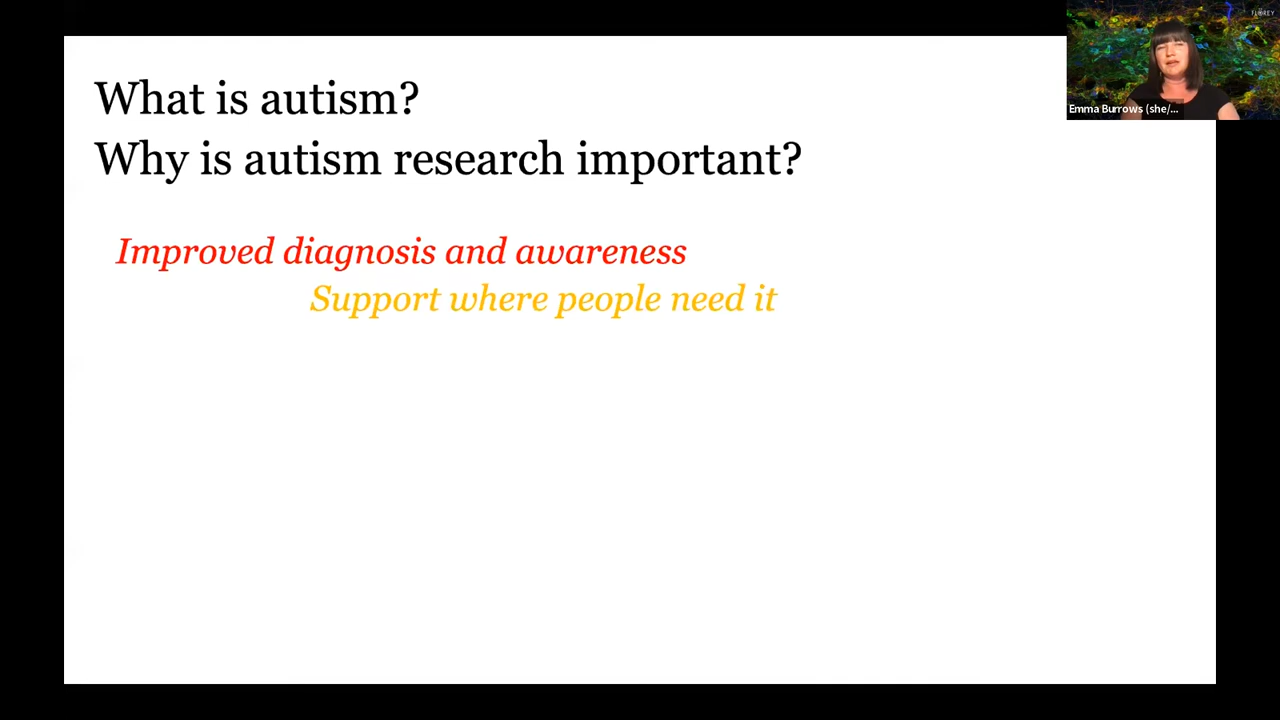 FLOREY
Emma Burrows (she/...
What is autism?
Why is autism research important?
Improved diagnosis and awareness
Support where people need it